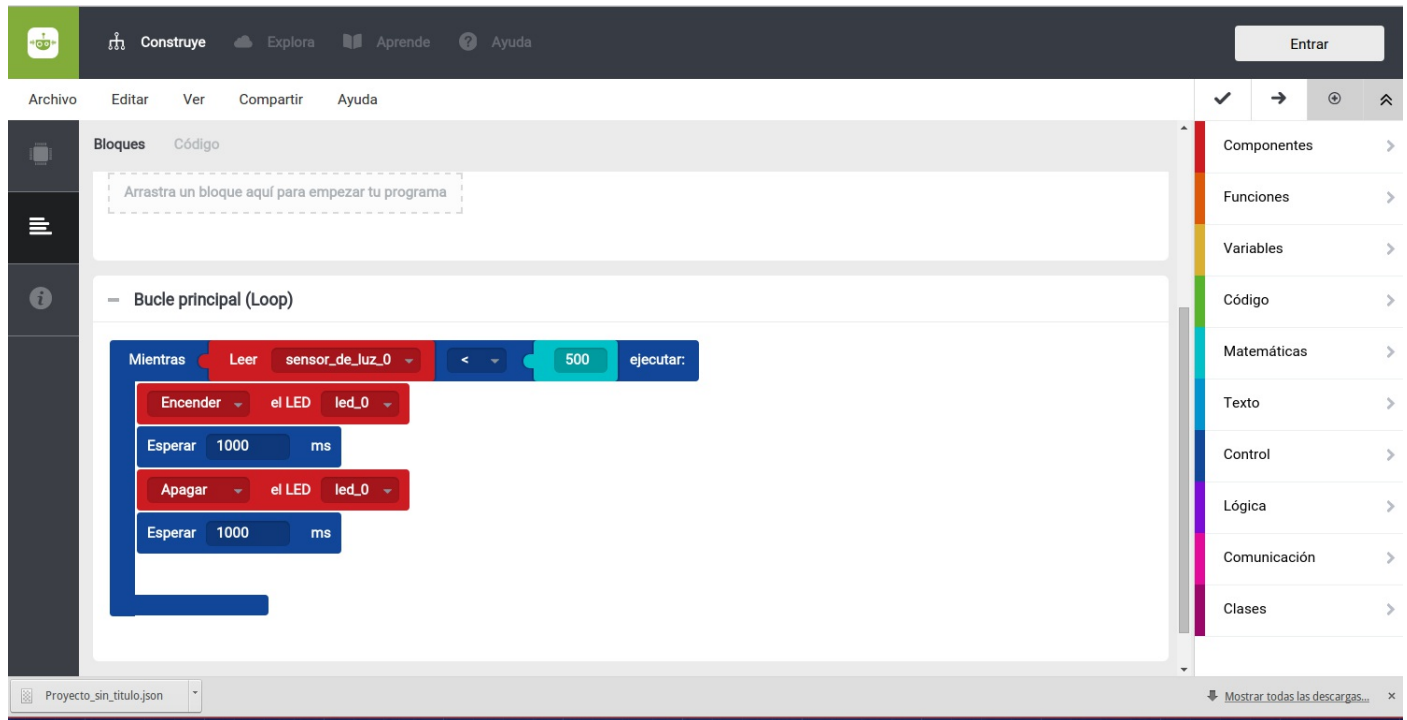 Construye Explora Aprende Ayuda Entrar
Archivo Editar Ver Compartir Ayuda
Bloques Código
Arrastra un bloque aquí para empezar tu programa
Bucle principal (Loop)
Mientras Leer sensor_de_luz_0 < 500 ejecutar:
Encender el LED led_0
Esperar 1000 ms
Apagar el LED led_0
Esperar 1000 ms
Componentes
Funciones
Variables
Código
Matemáticas
Texto
Control
Lógica
Comunicación
Clases
Proyecto_sin_titulo.json
Mostrar todas las descargas...